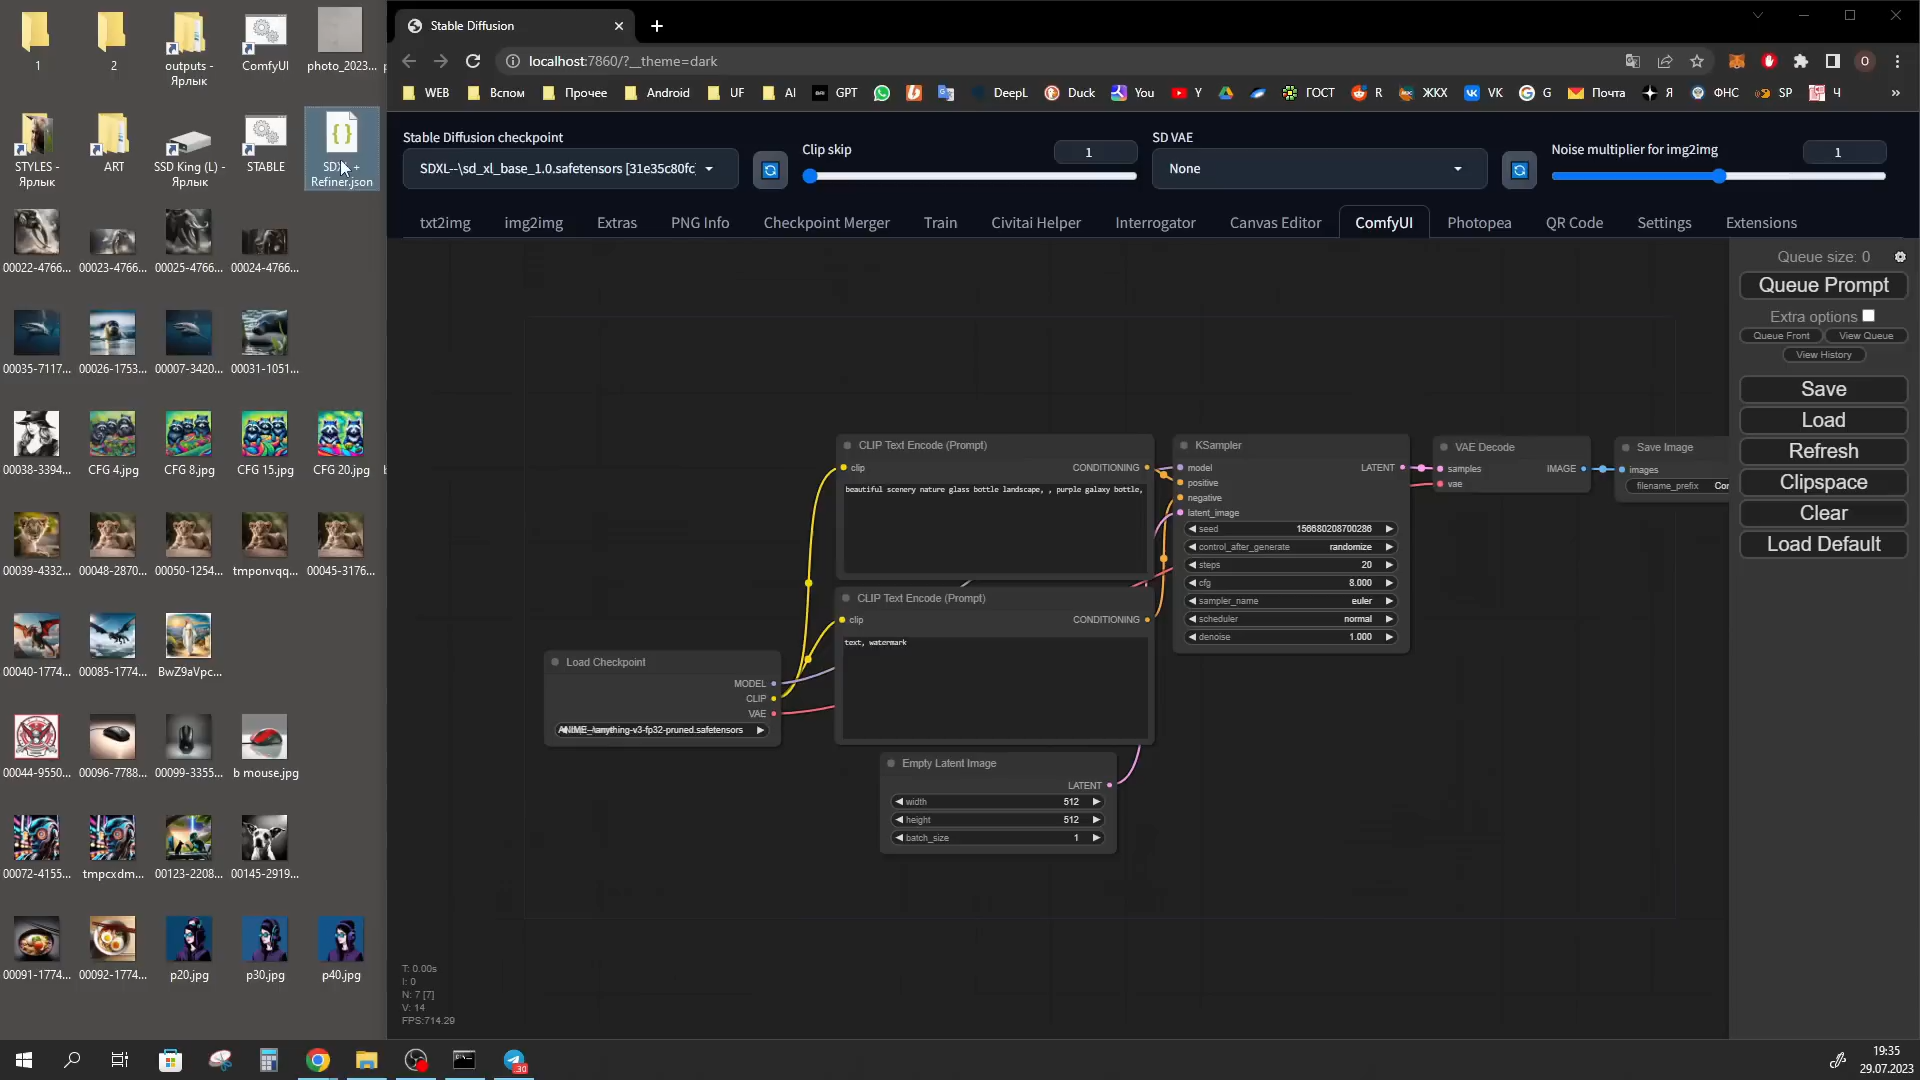 1
2
outputs -
Ярлык
ComfyUI
photo_2023...
STYLES -
Ярлык
ART
SSD King (L) -
Ярлык
STABLE
Refiner.json
00022-4766...
00023-4766...
00025-4766...
00024-4766...
00035-7117...
00026-1753...
00007-3420...
00031-1051...
00038-3394...
CFG 4.jpg
CFG 8.jpg
CFG 15.jpg
CFG 20.jpg
00039-4332...
00048-2870...
00050-1254...
tmponvqq...
00045-3176...
00040-1774...
00085-1774...
BwZ9aVpc...
00044-9550...
00096-7788...
00099-3355...
b mouse.jpg
00072-4155...
tmpcxdm...
00123-2208...
00145-2919...
00091-1774...
00092-1774...
p20.jpg
p30.jpg
p40.jpg
Stable Diffusion
localhost:7860/?__theme=dark
O
WEB
Вспом
Прочее
Android
UF
AI
GPT
DeepL
Duck
You
Y
ГОСТ
R
ЖКХ
VK
G
Почта
Я
ФНС
SP
Ч
»
Stable Diffusion checkpoint
SDXL--\sd_xl_base_1.0.safetensors [31e35c80fc
Clip skip
1
SD VAE
None
Noise multiplier for img2img
1
txt2img
img2img
Extras
PNG Info
Checkpoint Merger
Train
Civitai Helper
Interrogator
Canvas Editor
ComfyUI
Photopea
QR Code
Settings
Extensions
Queue size: 0
Queue Prompt
Extra options
Queue Front
View Queue
View History
Save
Load
Refresh
Clipspace
Clear
Load Default
Load Checkpoint
MODEL
CLIP
VAE
ANIME--\anything-v3-fp32-pruned.safetensors
CLIP Text Encode (Prompt)
clip
CONDITIONING
beautiful scenery nature glass bottle landscape, , purple galaxy bottle,
CLIP Text Encode (Prompt)
clip
CONDITIONING
text, watermark
Empty Latent Image
LATENT
width 512
height 512
batch_size 1
KSampler
model
LATENT
positive
negative
latent_image
seed 156680208700286
control_after_generate randomize
steps 20
cfg 8.000
sampler_name euler
scheduler normal
denoise 1.000
VAE Decode
samples
IMAGE
vae
Save Image
images
filename_prefix
T: 0.00s
I: 0
N: 7 [7]
V: 14
FPS:714.29
30
19:35
29.07.2023